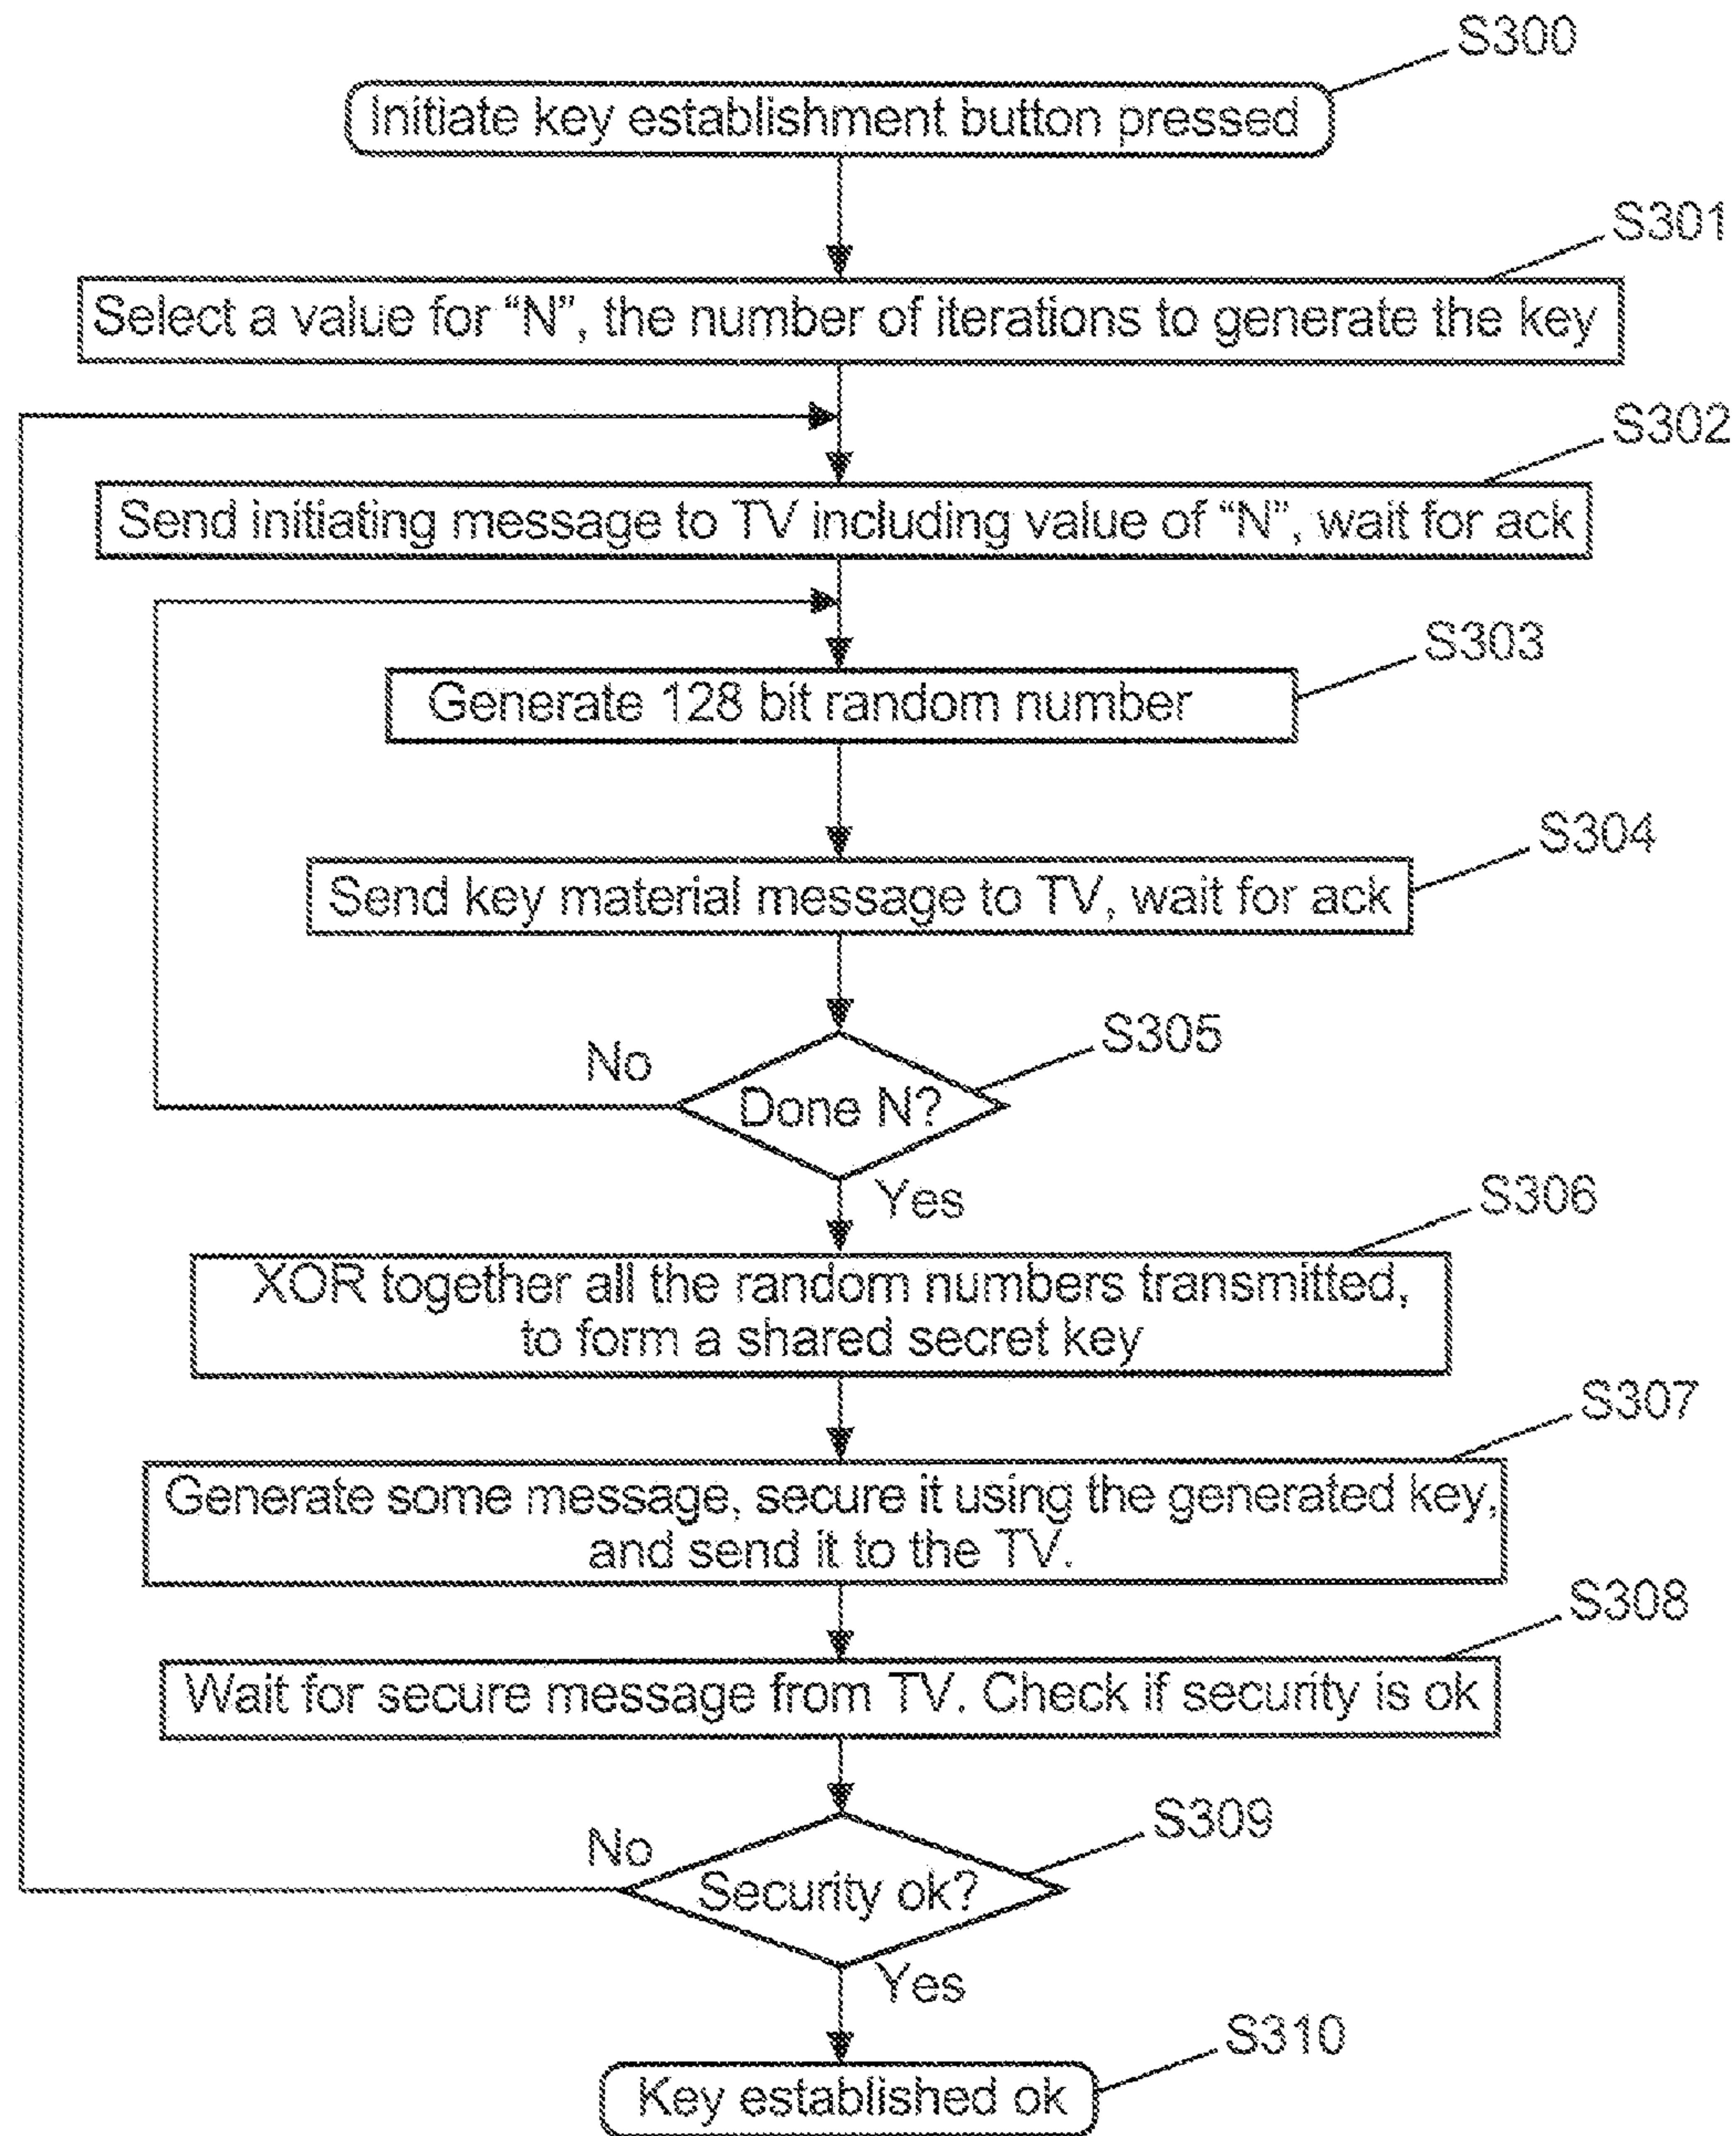 S300
Initiate key establishment button pressed
S301
Select a value for “N”, the number of iterations to generate the key
S302
Send initiating message to TV including value of “N”, wait for ack
S303
Generate 128 bit random number
S304
Send key material message to TV, wait for ack
S305
No
Done N?
Yes
S306
XOR together all the random numbers transmitted,
to form a shared secret key
S307
Generate some message, secure it using the generated key,
and send it to the TV.
S308
Wait for secure message from TV. Check if security is ok
S309
No
Security ok?
Yes
S310
Key established ok